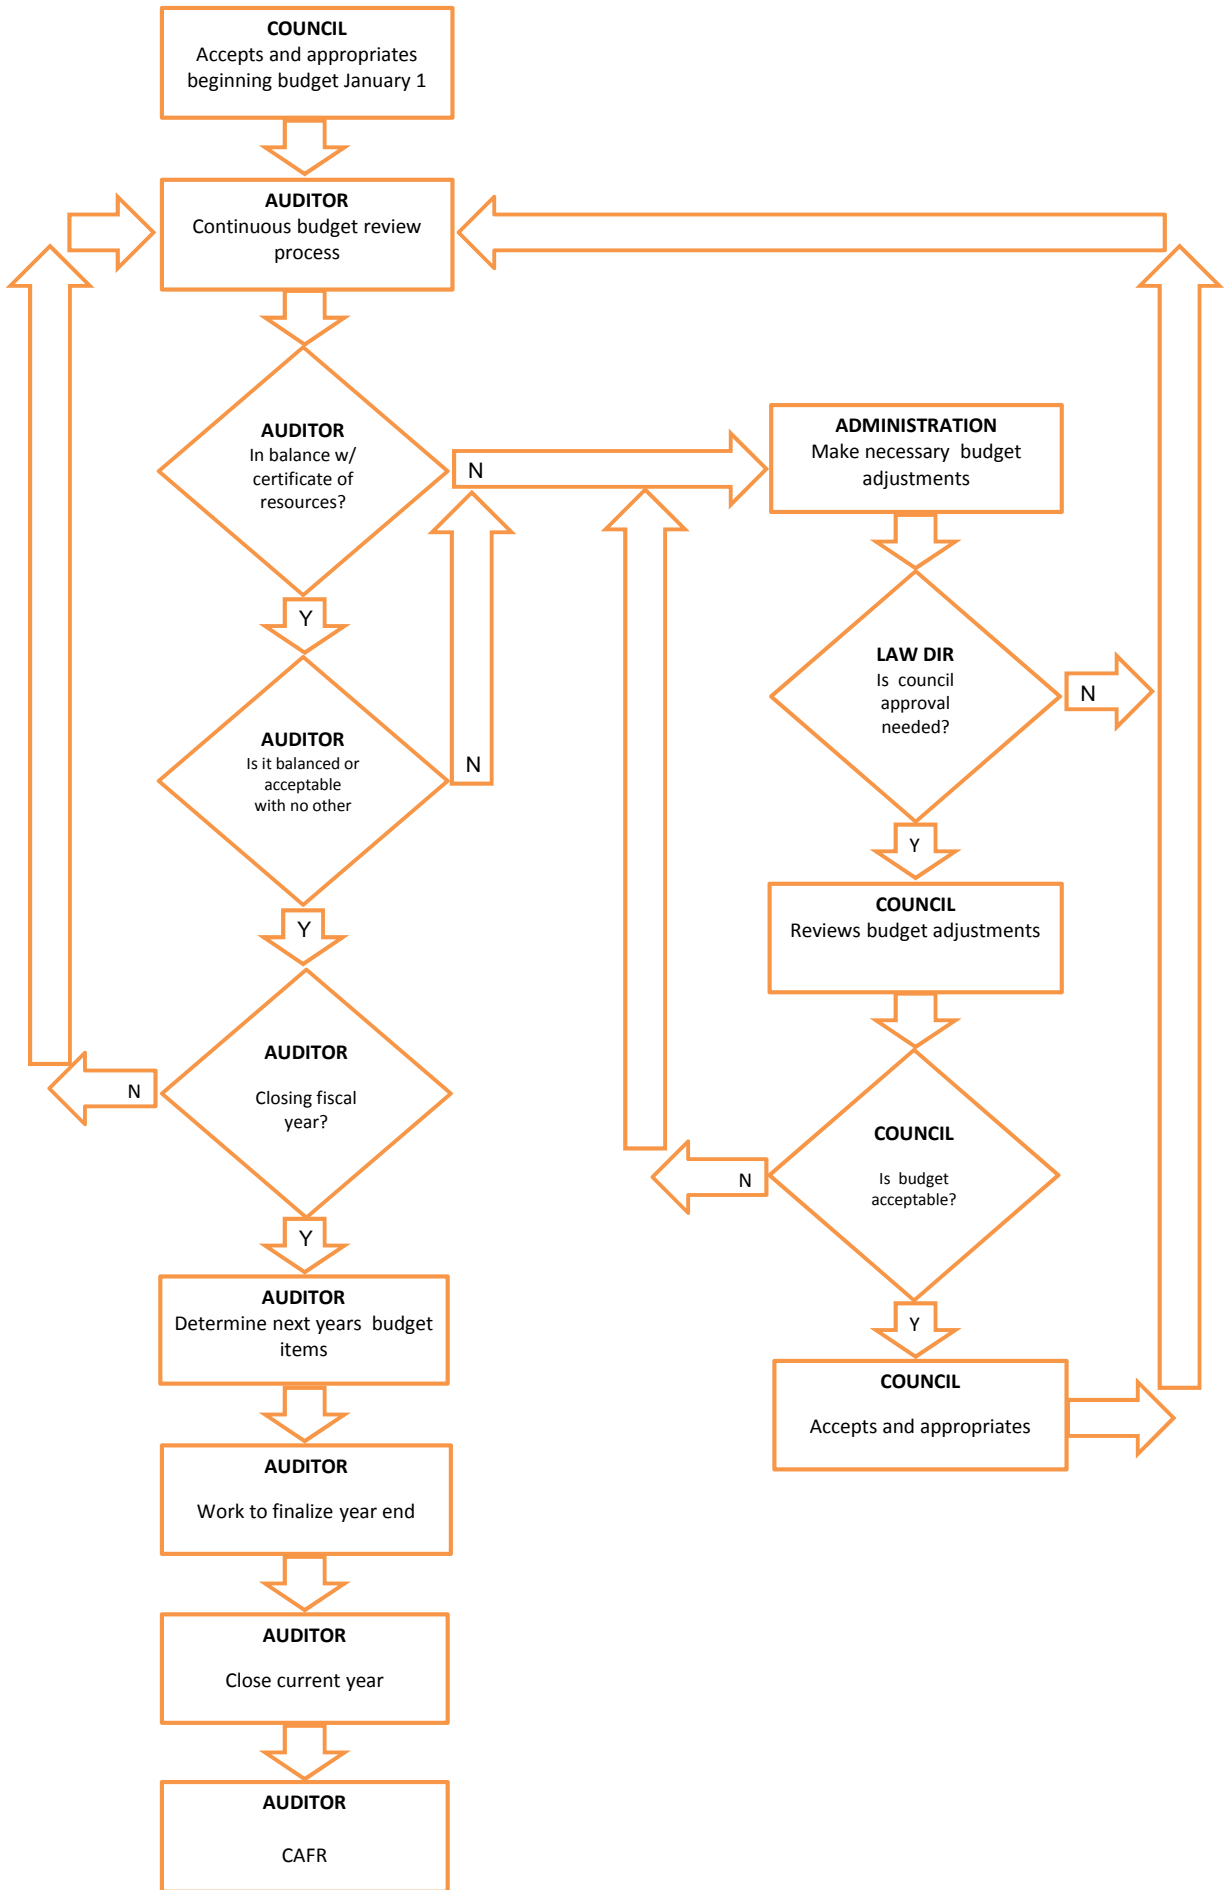 COUNCIL
Accepts and appropriates
beginning budget January 1
AUDITOR
Continuous budget review
process
AUDITOR
In balance w/
certificate of
resources?
N
Y
AUDITOR
Is it balanced or
acceptable
with no other
N
Y
AUDITOR
Closing fiscal
year?
N
Y
AUDITOR
Determine next years budget
items
AUDITOR
Work to finalize year end
AUDITOR
Close current year
AUDITOR
CAFR
ADMINISTRATION
Make necessary budget
adjustments
LAW DIR
Is council
approval
needed?
N
Y
COUNCIL
Reviews budget adjustments
COUNCIL
Is budget
acceptable?
N
Y
COUNCIL
Accepts and appropriates